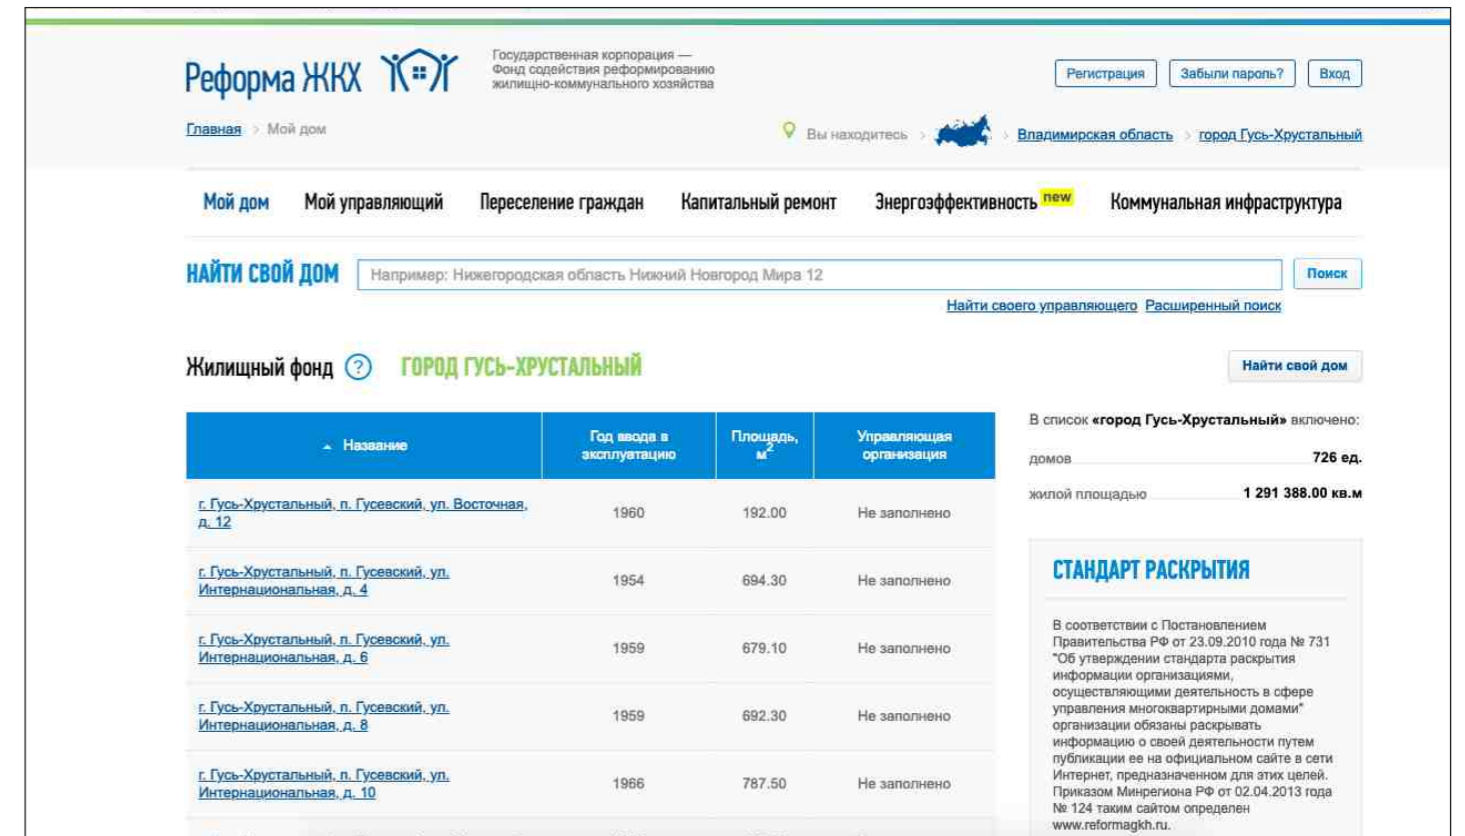 Реформа ЖКХ
Государственная корпорация —
Фонд содействия реформированию
жилищно-коммунального хозяйства
Регистрация
Забыли пароль?
Вход
Главная > Мой дом
Вы находитесь > > Владимирская область > город Гусь-Хрустальный
Мой дом
Мой управляющий
Переселение граждан
Капитальный ремонт
Энергоэффективность new
Коммунальная инфраструктура
НАЙТИ СВОЙ ДОМ
Например: Нижегородская область Нижний Новгород Мира 12
Поиск
Найти своего управляющего Расширенный поиск
Жилищный фонд ? ГОРОД ГУСЬ-ХРУСТАЛЬНЫЙ
Найти свой дом
Название
Год ввода в
эксплуатацию
Площадь,
м2
Управляющая
организация
г. Гусь-Хрустальный, п. Гусевский, ул. Восточная,
д. 12
1960
192.00
Не заполнено
г. Гусь-Хрустальный, п. Гусевский, ул.
Интернациональная, д. 4
1954
694.30
Не заполнено
г. Гусь-Хрустальный, п. Гусевский, ул.
Интернациональная, д. 6
1959
679.10
Не заполнено
г. Гусь-Хрустальный, п. Гусевский, ул.
Интернациональная, д. 8
1959
692.30
Не заполнено
г. Гусь-Хрустальный, п. Гусевский, ул.
Интернациональная, д. 10
1966
787.50
Не заполнено
В список «город Гусь-Хрустальный» включено:
домов 726 ед.
жилой площадью 1 291 388.00 кв.м
СТАНДАРТ РАСКРЫТИЯ
В соответствии с Постановлением
Правительства РФ от 23.09.2010 года № 731
"Об утверждении стандарта раскрытия
информации организациями,
осуществляющими деятельность в сфере
управления многоквартирными домами"
организации обязаны раскрывать
информацию о своей деятельности путем
публикации ее на официальном сайте в сети
Интернет, предназначенном для этих целей.
Приказом Минрегиона РФ от 02.04.2013 года
№ 124 таким сайтом определен
www.reformagkh.ru.